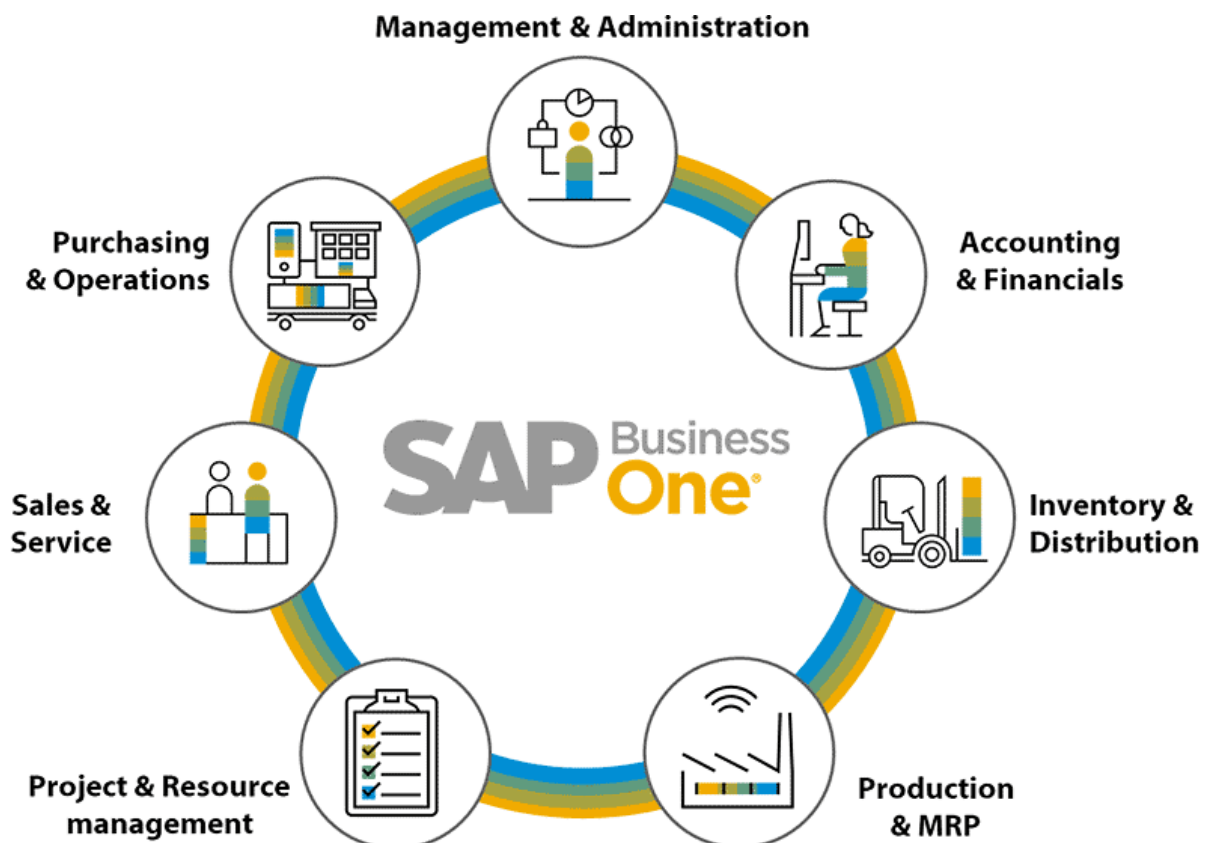 Management & Administration
Purchasing
& Operations
Accounting
& Financials
SAP Business
One®
Sales &
Service
Inventory &
Distribution
Project & Resource
management
Production
& MRP